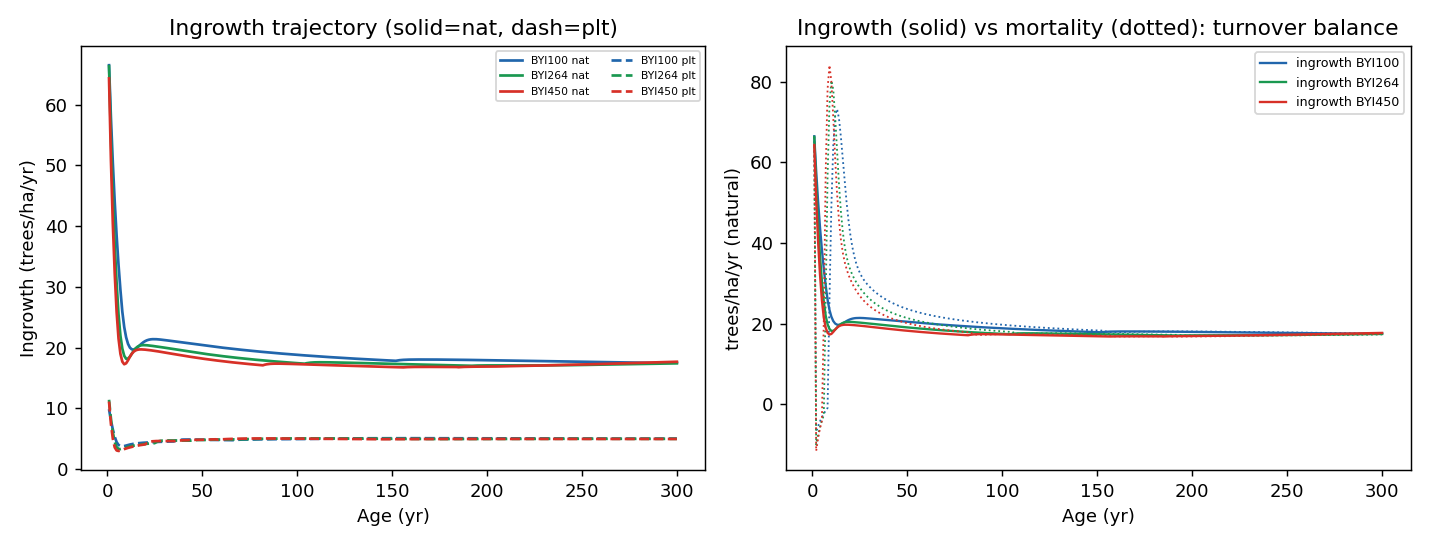 Ingrowth trajectory (solid=nat, dash=plt)
Ingrowth (trees/ha/yr)
60
50
40
30
20
10
0
BYI100 nat
BYI264 nat
BYI450 nat
BYI100 plt
BYI264 plt
BYI450 plt
0 50 100 150 200 250 300
Age (yr)
Ingrowth (solid) vs mortality (dotted): turnover balance
trees/ha/yr (natural)
80
60
40
20
0
ingrowth BYI100
ingrowth BYI264
ingrowth BYI450
0 50 100 150 200 250 300
Age (yr)